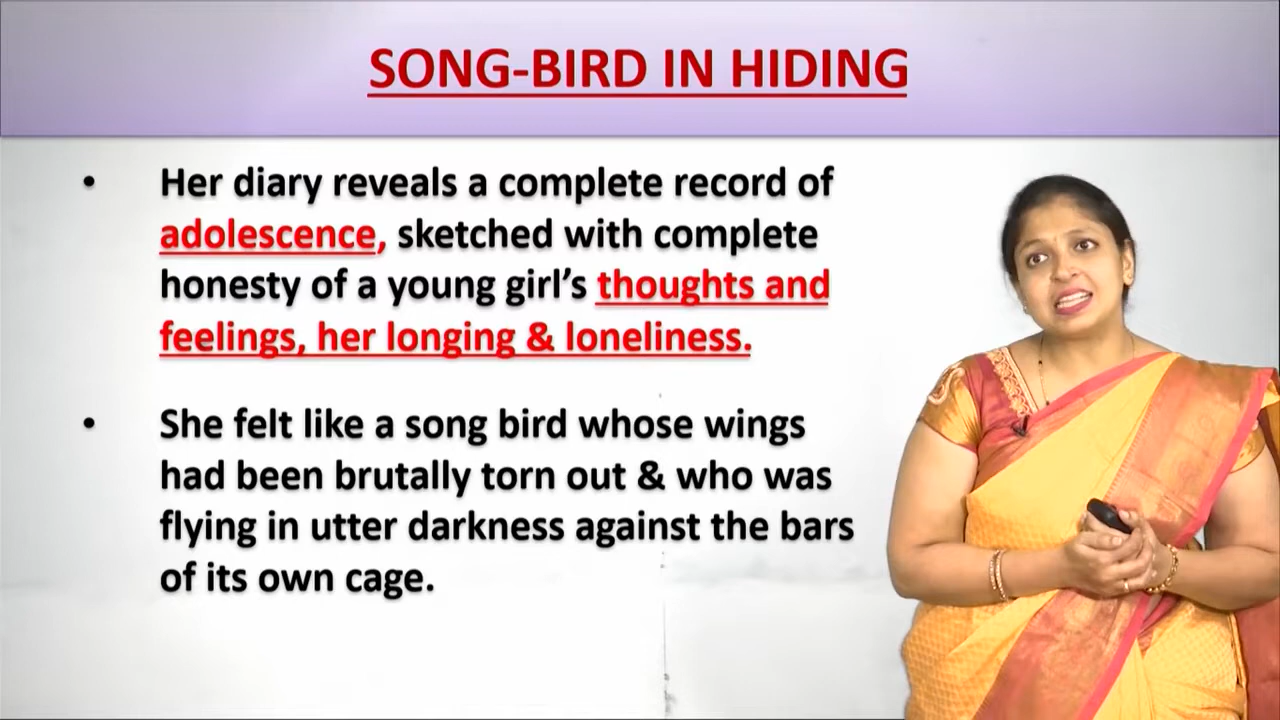 SONG-BIRD IN HIDING
• Her diary reveals a complete record of
adolescence, sketched with complete
honesty of a young girl’s thoughts and
feelings, her longing & loneliness.
• She felt like a song bird whose wings
had been brutally torn out & who was
flying in utter darkness against the bars
of its own cage.